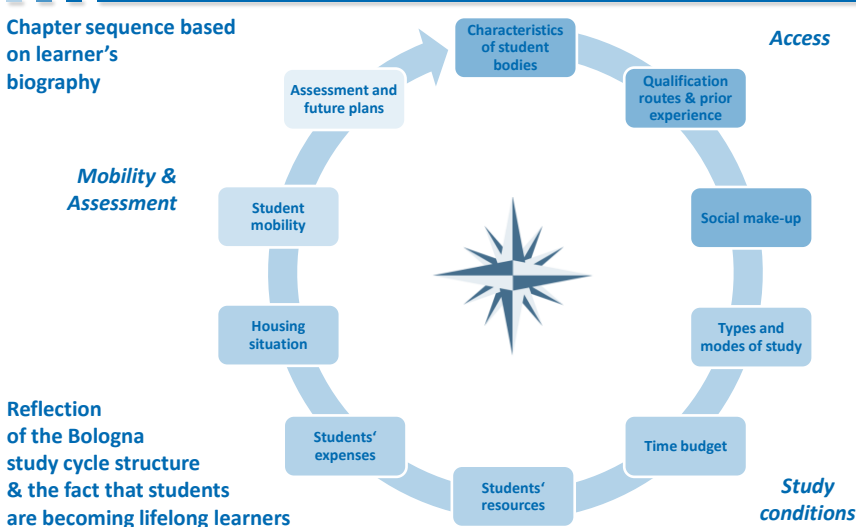 Chapter sequence based
on learner's
biography
Characteristics
of student
bodies
Access
Qualification
routes & prior
experience
Social make-up
Types and
modes of study
Time budget
Study
conditions
Students‘
resources
Students‘
expenses
Housing
situation
Student
mobility
Mobility &
Assessment
Assessment and
future plans
Reflection
of the Bologna
study cycle structure
& the fact that students
are becoming lifelong learners